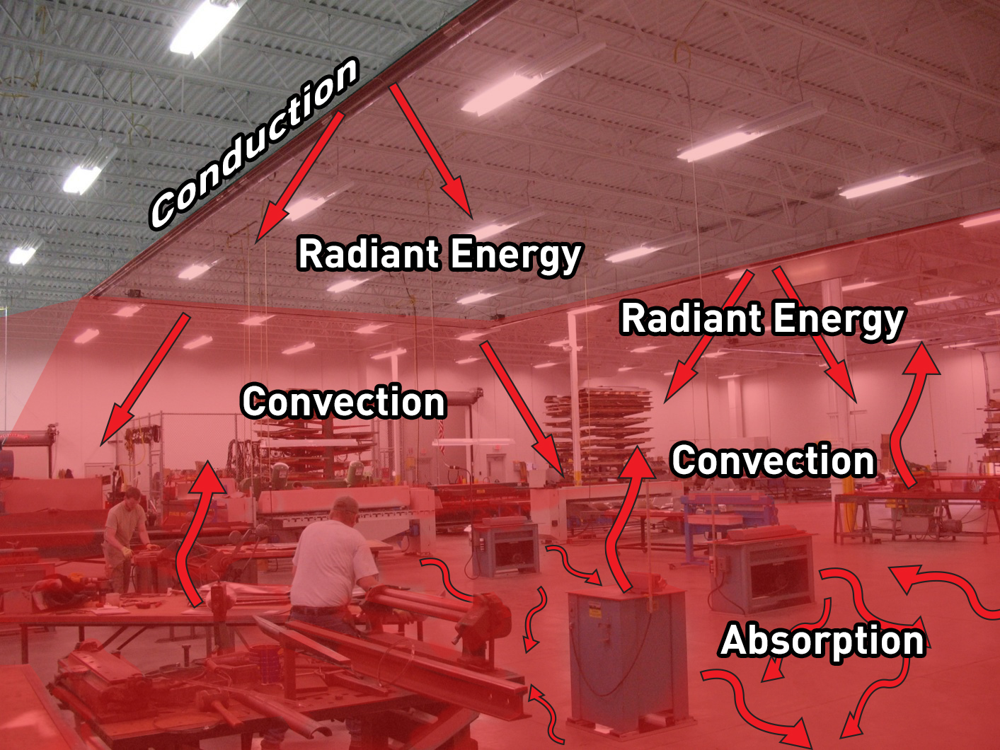 Conduction
Radiant Energy
Radiant Energy
Convection
Convection
Absorption